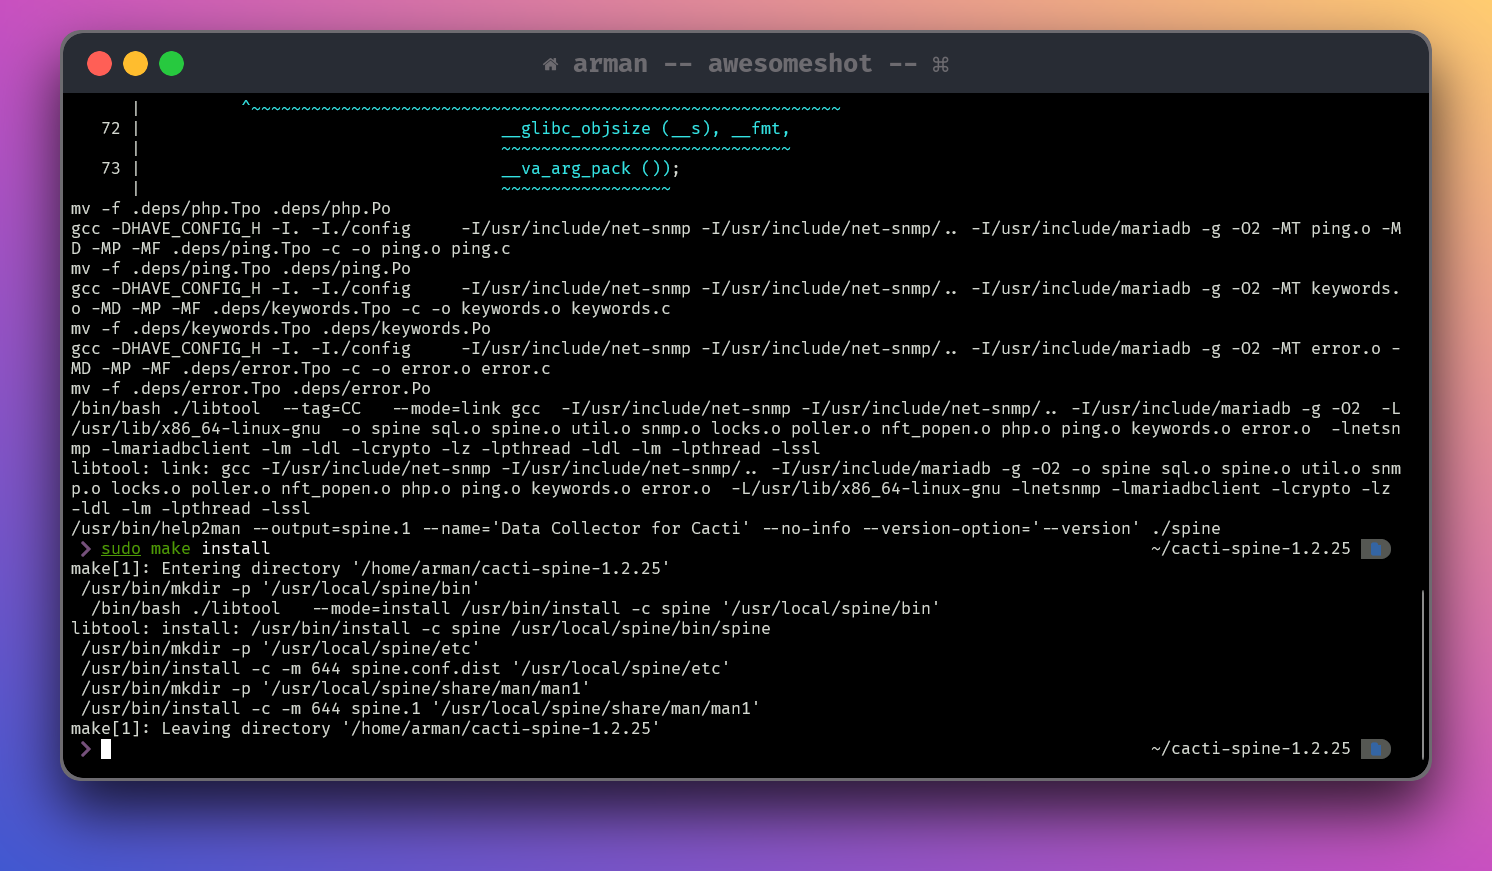 arman -- awesomeshot -- ⌘
|          ^~~~~~~~~~~~~~~~~~~~~~~~~~~~~~~~~~~~~~~~~~~~~~~~~~~~~~~~~~~
72 |                                    __glibc_objsize (__s), __fmt,
|                                    ~~~~~~~~~~~~~~~~~~~~~~~~~~~~~
73 |                                    __va_arg_pack ());
|                                    ~~~~~~~~~~~~~~~~~
mv -f .deps/php.Tpo .deps/php.Po
gcc -DHAVE_CONFIG_H -I. -I./config     -I/usr/include/net-snmp -I/usr/include/net-snmp/.. -I/usr/include/mariadb -g -O2 -MT ping.o -M
D -MP -MF .deps/ping.Tpo -c -o ping.o ping.c
mv -f .deps/ping.Tpo .deps/ping.Po
gcc -DHAVE_CONFIG_H -I. -I./config     -I/usr/include/net-snmp -I/usr/include/net-snmp/.. -I/usr/include/mariadb -g -O2 -MT keywords.
o -MD -MP -MF .deps/keywords.Tpo -c -o keywords.o keywords.c
mv -f .deps/keywords.Tpo .deps/keywords.Po
gcc -DHAVE_CONFIG_H -I. -I./config     -I/usr/include/net-snmp -I/usr/include/net-snmp/.. -I/usr/include/mariadb -g -O2 -MT error.o -
MD -MP -MF .deps/error.Tpo -c -o error.o error.c
mv -f .deps/error.Tpo .deps/error.Po
/bin/bash ./libtool  --tag=CC   --mode=link gcc  -I/usr/include/net-snmp -I/usr/include/net-snmp/.. -I/usr/include/mariadb -g -O2  -L
/usr/lib/x86_64-linux-gnu  -o spine sql.o spine.o util.o snmp.o locks.o poller.o nft_popen.o php.o ping.o keywords.o error.o  -lnetsn
mp -lmariadbclient -lm -ldl -lcrypto -lz -lpthread -ldl -lm -lpthread -lssl
libtool: link: gcc -I/usr/include/net-snmp -I/usr/include/net-snmp/.. -I/usr/include/mariadb -g -O2 -o spine sql.o spine.o util.o snm
p.o locks.o poller.o nft_popen.o php.o ping.o keywords.o error.o  -L/usr/lib/x86_64-linux-gnu -lnetsnmp -lmariadbclient -lcrypto -lz
-ldl -lm -lpthread -lssl
/usr/bin/help2man --output=spine.1 --name='Data Collector for Cacti' --no-info --version-option='--version' ./spine
❯ sudo make install ~/cacti-spine-1.2.25
make[1]: Entering directory '/home/arman/cacti-spine-1.2.25'
/usr/bin/mkdir -p '/usr/local/spine/bin'
/bin/bash ./libtool   --mode=install /usr/bin/install -c spine '/usr/local/spine/bin'
libtool: install: /usr/bin/install -c spine /usr/local/spine/bin/spine
/usr/bin/mkdir -p '/usr/local/spine/etc'
/usr/bin/install -c -m 644 spine.conf.dist '/usr/local/spine/etc'
/usr/bin/mkdir -p '/usr/local/spine/share/man/man1'
/usr/bin/install -c -m 644 spine.1 '/usr/local/spine/share/man/man1'
make[1]: Leaving directory '/home/arman/cacti-spine-1.2.25'
❯ ~/cacti-spine-1.2.25